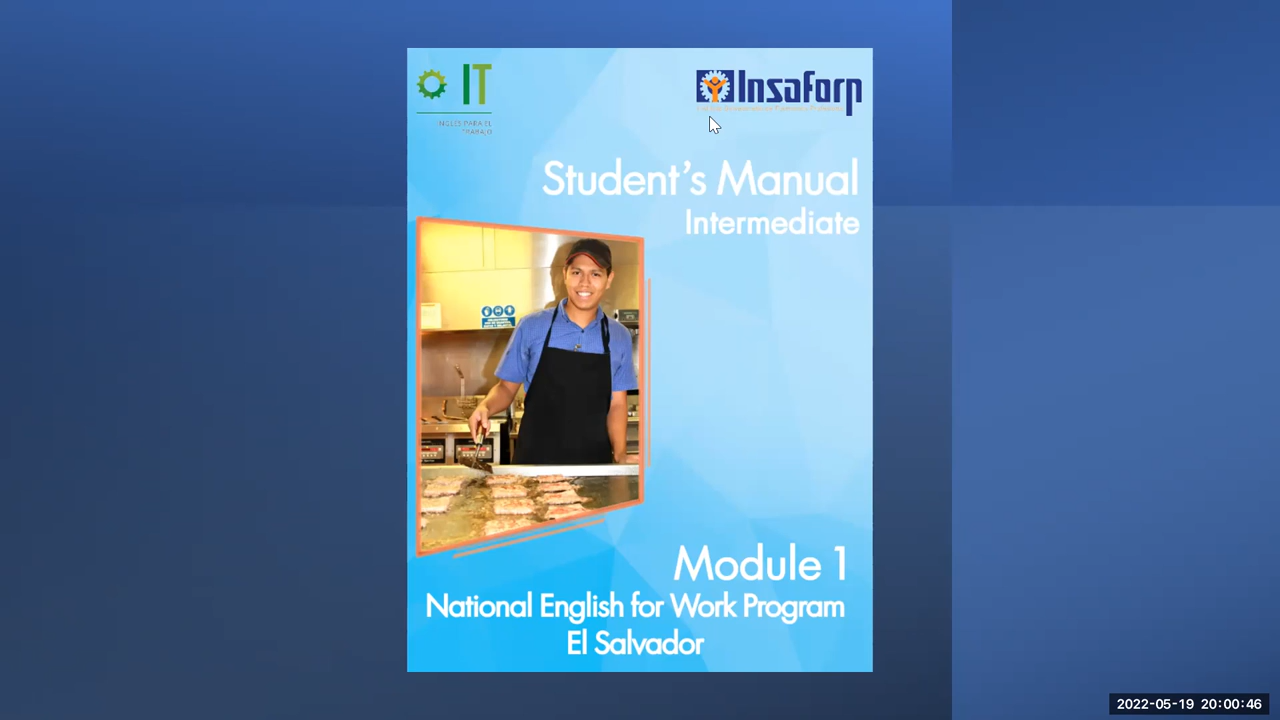 IT
INGLÉS PARA EL
TRABAJO
Insaforp
Student's Manual
Intermediate
Module 1
National English for Work Program
El Salvador
2022-05-19 20:00:46